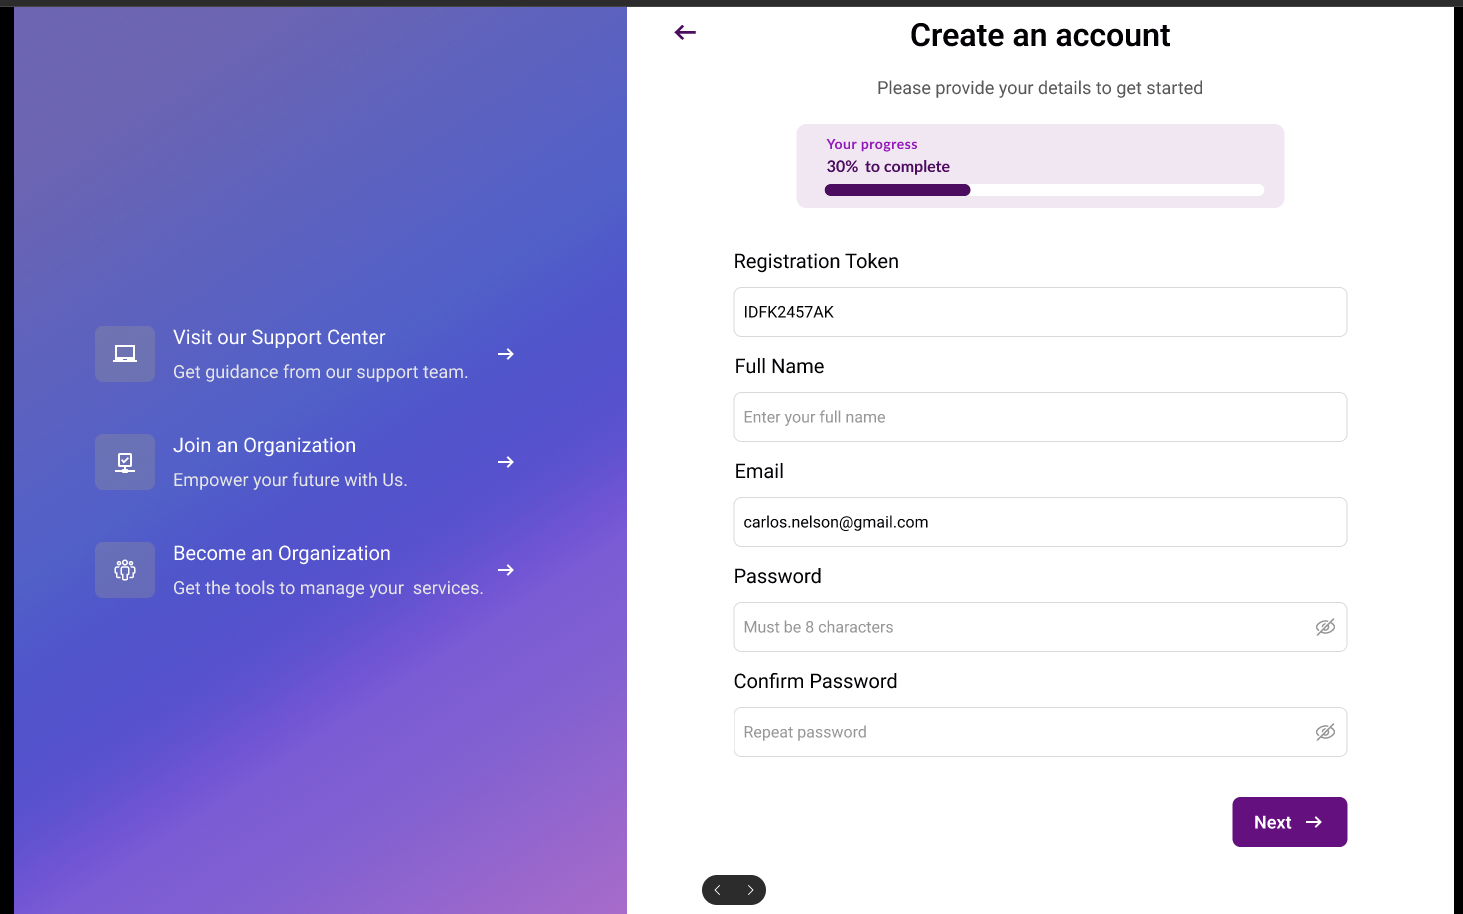 Visit our Support Center
Get guidance from our support team.
Join an Organization
Empower your future with Us.
Become an Organization
Get the tools to manage your services.
Create an account
Please provide your details to get started
Your progress
30% to complete
Registration Token
IDFK2457AK
Full Name
Enter your full name
Email
carlos.nelson@gmail.com
Password
Must be 8 characters
Confirm Password
Repeat password
Next